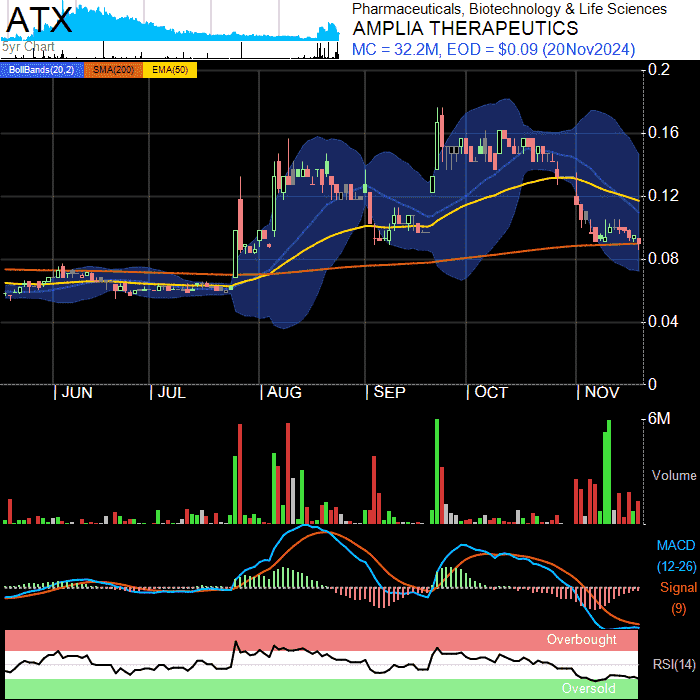 ATX
5yr Chart
Pharmaceuticals, Biotechnology & Life Sciences
AMPLIA THERAPEUTICS
MC = 32.2M, EOD = $0.09 (20Nov2024)
BollBands(20,2) SMA(200) EMA(50)
0.2
0.16
0.12
0.08
0.04
0
JUN JUL AUG SEP OCT NOV
6M
Volume
MACD
(12-26)
Signal
(9)
Overbought
RSI(14)
Oversold